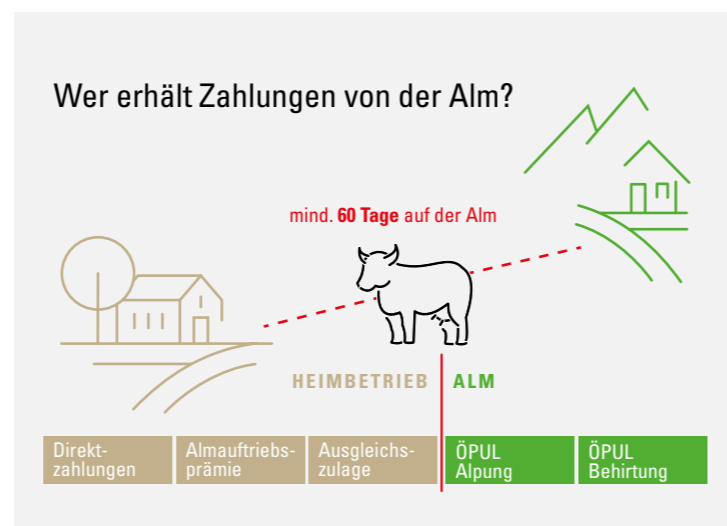 Wer erhält Zahlungen von der Alm?
mind. 60 Tage auf der Alm
HEIMBETRIEB ALM
Direkt-
zahlungen
Almauftriebs-
prämie
Ausgleichs-
zulage
ÖPUL
Alpung
ÖPUL
Behirtung